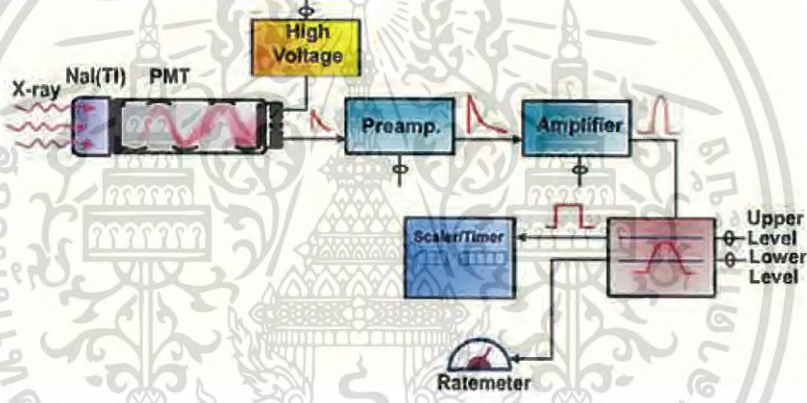 High
Voltage
X-ray
NaI(Tl)
PMT
Preamp.
Amplifier
Scaler/Timer
Upper
Level
Lower
Level
Ratemeter